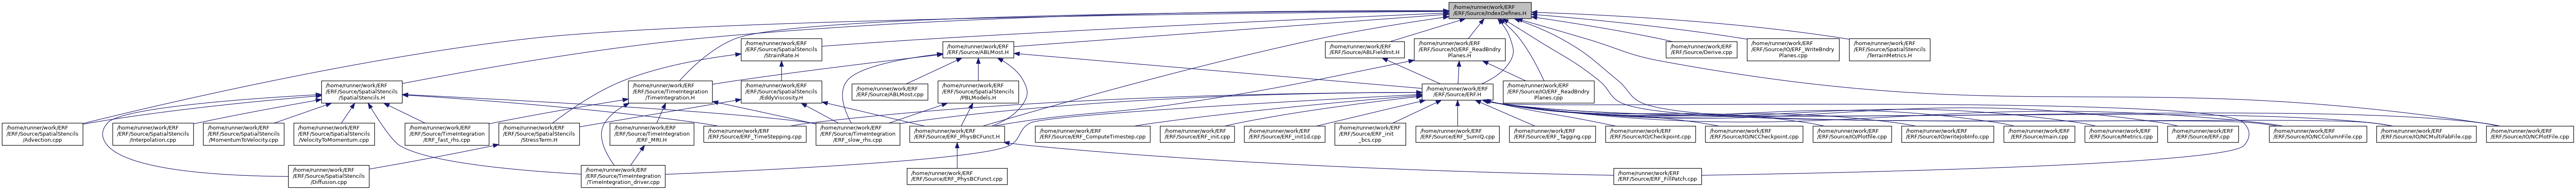 /home/runner/work/ERF
/ERF/Source/IndexDefines.H
/home/runner/work/ERF
/ERF/Source/SpatialStencils
/StrainRate.H
/home/runner/work/ERF
/ERF/Source/ABLMost.H
/home/runner/work/ERF
/ERF/Source/ABLFieldInit.H
/home/runner/work/ERF
/ERF/Source/IO/ERF_ReadBndry
Planes.H
/home/runner/work/ERF
/ERF/Source/Derive.cpp
/home/runner/work/ERF
/ERF/Source/IO/ERF_WriteBndry
Planes.cpp
/home/runner/work/ERF
/ERF/Source/SpatialStencils
/TerrainMetrics.H
/home/runner/work/ERF
/ERF/Source/SpatialStencils
/SpatialStencils.H
/home/runner/work/ERF
/ERF/Source/TimeIntegration
/TimeIntegration.H
/home/runner/work/ERF
/ERF/Source/SpatialStencils
/EddyViscosity.H
/home/runner/work/ERF
/ERF/Source/ABLMost.cpp
/home/runner/work/ERF
/ERF/Source/SpatialStencils
/PBLModels.H
/home/runner/work/ERF
/ERF/Source/ERF.H
/home/runner/work/ERF
/ERF/Source/IO/ERF_ReadBndry
Planes.cpp
/home/runner/work/ERF
/ERF/Source/SpatialStencils
/Advection.cpp
/home/runner/work/ERF
/ERF/Source/SpatialStencils
/Interpolation.cpp
/home/runner/work/ERF
/ERF/Source/SpatialStencils
/MomentumToVelocity.cpp
/home/runner/work/ERF
/ERF/Source/SpatialStencils
/VelocityToMomentum.cpp
/home/runner/work/ERF
/ERF/Source/TimeIntegration
/ERF_fast_rhs.cpp
/home/runner/work/ERF
/ERF/Source/SpatialStencils
/StressTerm.H
/home/runner/work/ERF
/ERF/Source/TimeIntegration
/ERF_MRI.H
/home/runner/work/ERF
/ERF/Source/ERF_TimeStepping.cpp
/home/runner/work/ERF
/ERF/Source/TimeIntegration
/ERF_slow_rhs.cpp
/home/runner/work/ERF
/ERF/Source/ERF_PhysBCFunct.H
/home/runner/work/ERF
/ERF/Source/ERF_ComputeTimestep.cpp
/home/runner/work/ERF
/ERF/Source/ERF_init.cpp
/home/runner/work/ERF
/ERF/Source/ERF_init1d.cpp
/home/runner/work/ERF
/ERF/Source/ERF_init
_bcs.cpp
/home/runner/work/ERF
/ERF/Source/ERF_SumIQ.cpp
/home/runner/work/ERF
/ERF/Source/ERF_Tagging.cpp
/home/runner/work/ERF
/ERF/Source/IO/Checkpoint.cpp
/home/runner/work/ERF
/ERF/Source/IO/NCCheckpoint.cpp
/home/runner/work/ERF
/ERF/Source/IO/Plotfile.cpp
/home/runner/work/ERF
/ERF/Source/IO/writeJobInfo.cpp
/home/runner/work/ERF
/ERF/Source/main.cpp
/home/runner/work/ERF
/ERF/Source/Metrics.cpp
/home/runner/work/ERF
/ERF/Source/ERF.cpp
/home/runner/work/ERF
/ERF/Source/IO/NCColumnFile.cpp
/home/runner/work/ERF
/ERF/Source/IO/NCMultiFabFile.cpp
/home/runner/work/ERF
/ERF/Source/IO/NCPlotFile.cpp
/home/runner/work/ERF
/ERF/Source/SpatialStencils
/Diffusion.cpp
/home/runner/work/ERF
/ERF/Source/TimeIntegration
/TimeIntegration_driver.cpp
/home/runner/work/ERF
/ERF/Source/ERF_PhysBCFunct.cpp
/home/runner/work/ERF
/ERF/Source/ERF_FillPatch.cpp